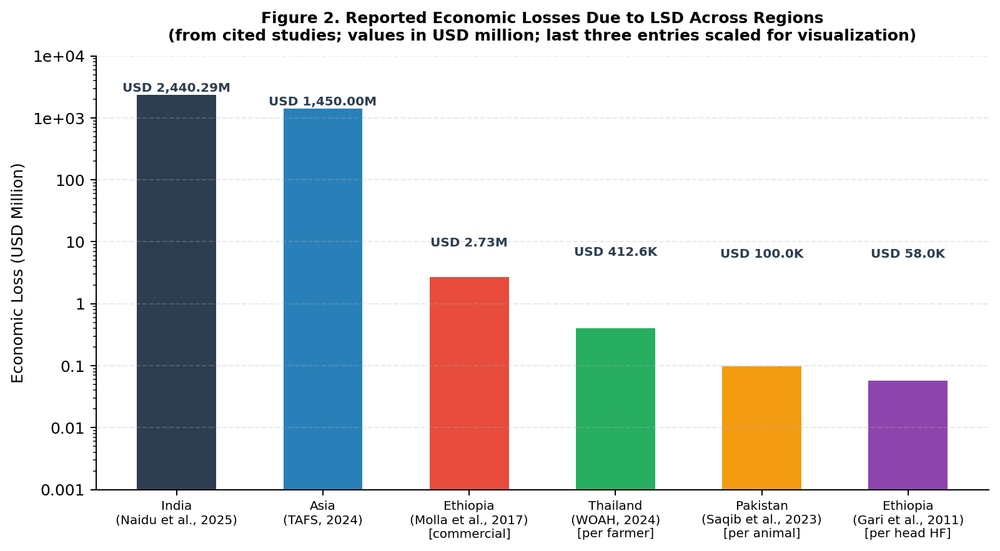 Figure 2. Reported Economic Losses Due to LSD Across Regions
(from cited studies; values in USD million; last three entries scaled for visualization)
Economic Loss (USD Million)
1e+04
1e+03
100
10
1
0.1
0.01
0.001
USD 2,440.29M
USD 1,450.00M
USD 2.73M
USD 412.6K
USD 100.0K
USD 58.0K
India
(Naidu et al., 2025)
Asia
(TAFS, 2024)
Ethiopia
(Molla et al., 2017)
[commercial]
Thailand
(WOAH, 2024)
[per farmer]
Pakistan
(Saqib et al., 2023)
[per animal]
Ethiopia
(Gari et al., 2011)
[per head HF]